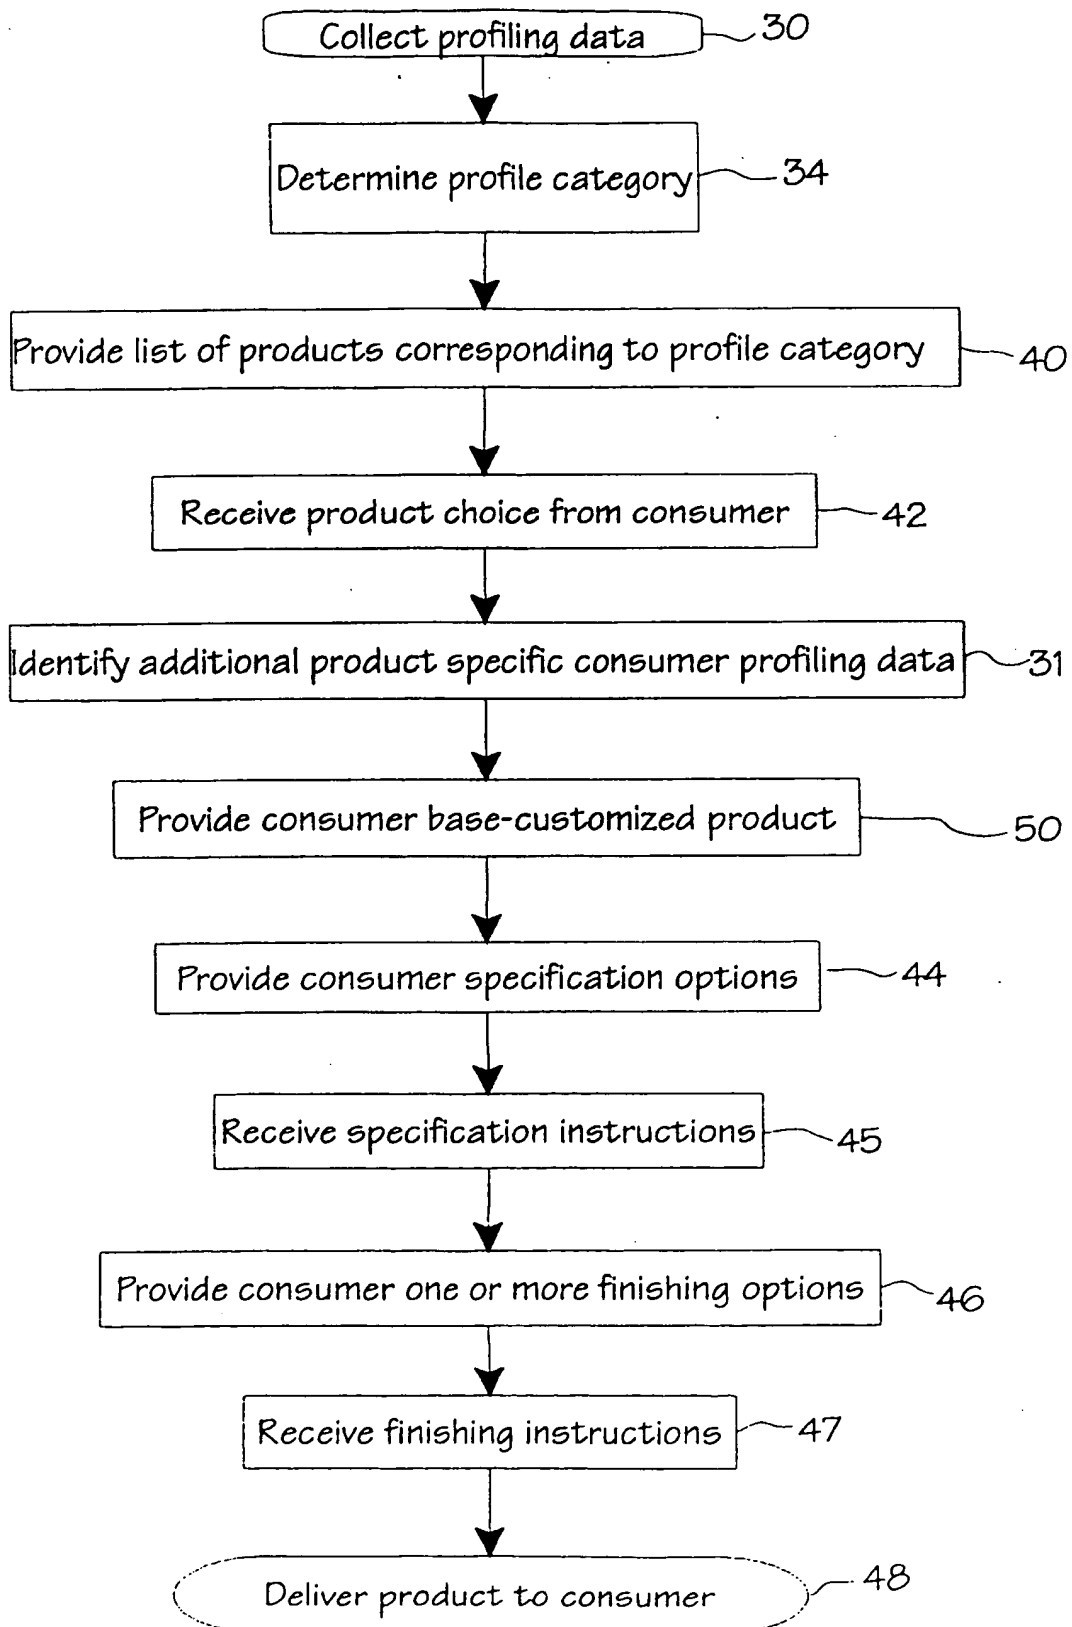 Collect profiling data
30
Determine profile category
34
Provide list of products corresponding to profile category
40
Receive product choice from consumer
42
Identify additional product specific consumer profiling data
31
Provide consumer base-customized product
50
Provide consumer specification options
44
Receive specification instructions
45
Provide consumer one or more finishing options
46
Receive finishing instructions
47
Deliver product to consumer
48